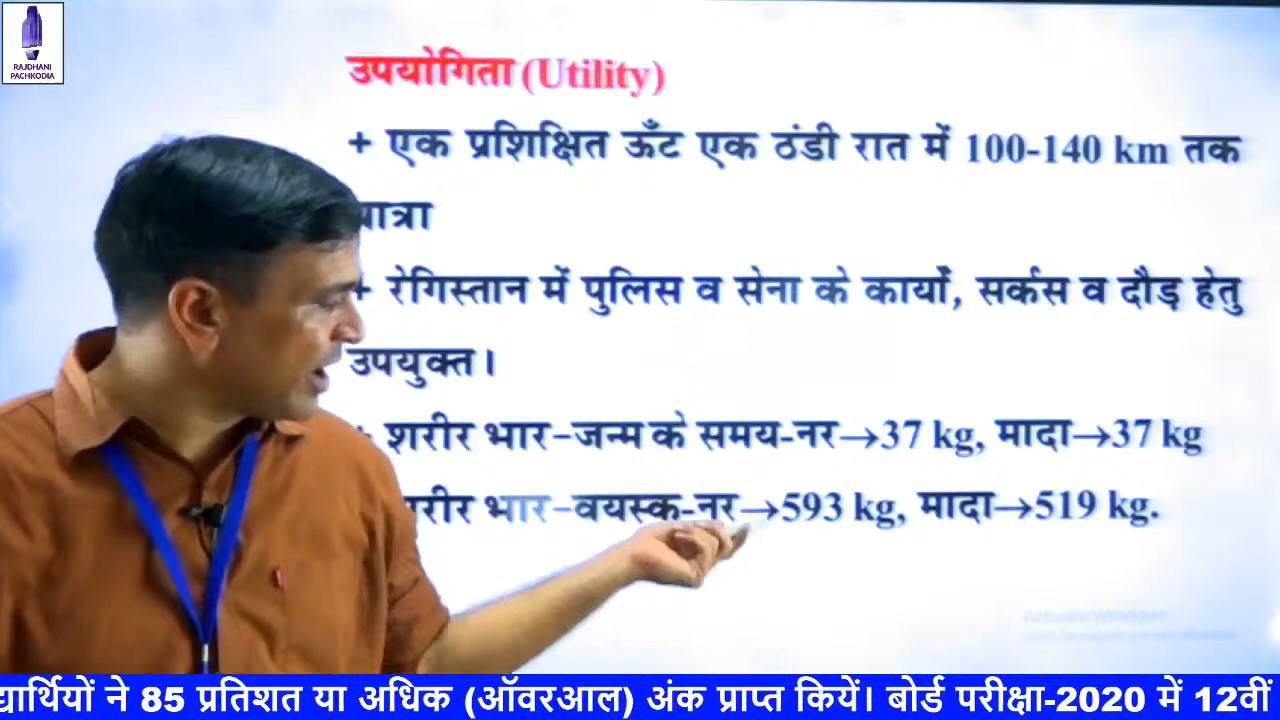 RAJDHANI
PACHKODIA
उपयोगिता (Utility)
+ एक प्रशिक्षित ऊँट एक ठंडी रात में 100-140 km तक
यात्रा
+ रेगिस्तान में पुलिस व सेना के कार्यों, सर्कस व दौड़ हेतु
उपयुक्त।
शरीर भार-जन्म के समय-नर→37 kg, मादा→37 kg
शरीर भार-वयस्क-नर→593 kg, मादा→519 kg.
ने 85 प्रतिशत या अधिक (ऑवरआल) अंक प्राप्त कियें। बोर्ड परीक्षा-2020 में 12वीं